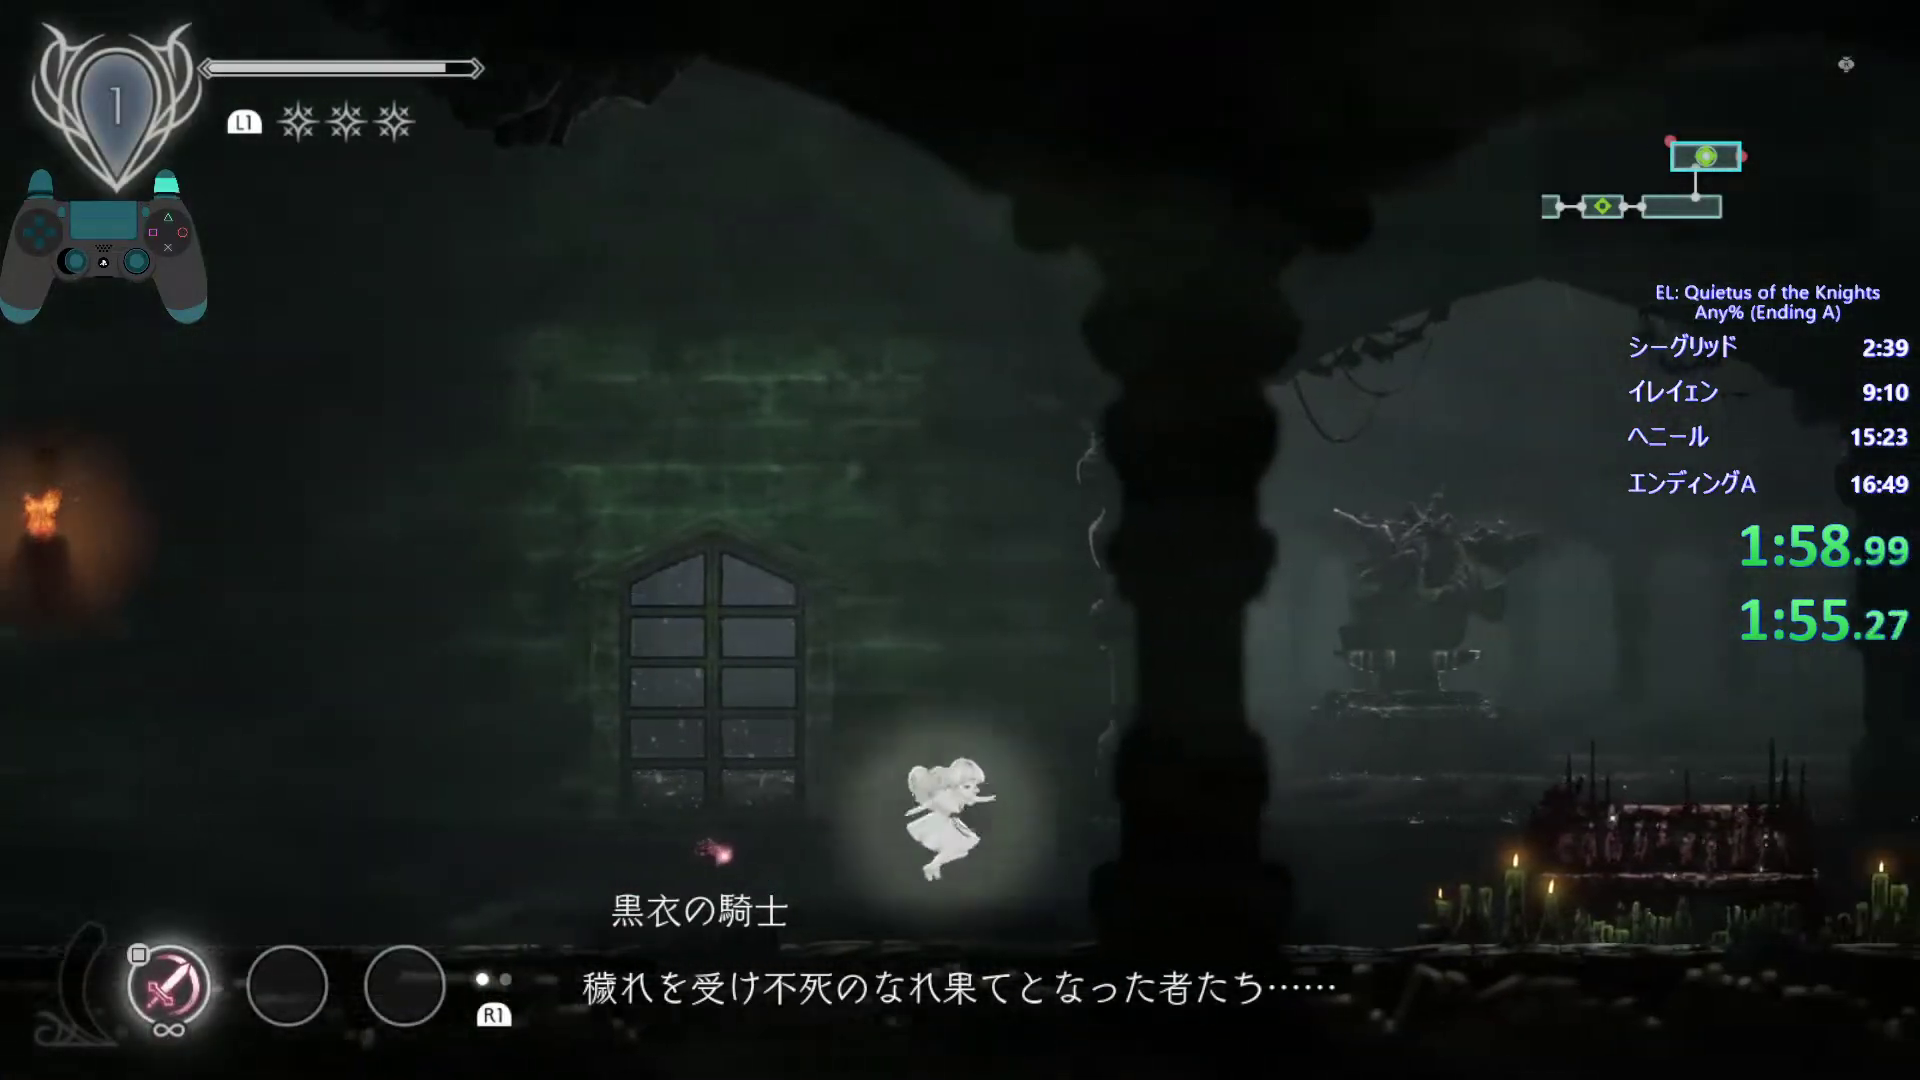 1
L1
EL: Quietus of the Knights
Any% (Ending A)
シーグリッド 2:39
イレイェン 9:10
ヘニール 15:23
エンディングA 16:49
1:58.99
1:55.27
黒衣の騎士
穢れを受け不死のなれ果てとなった者たち……
∞
R1